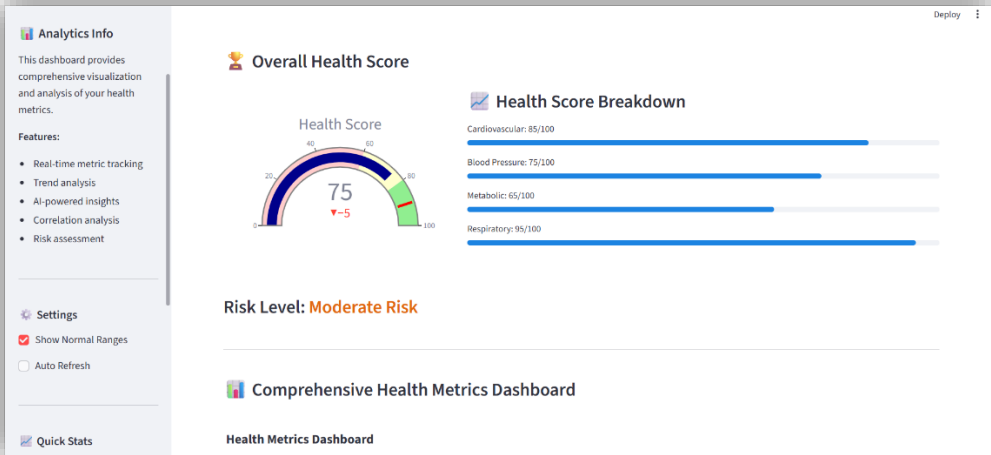 Deploy
Analytics Info
This dashboard provides
comprehensive visualization
and analysis of your health
metrics.
Features:
Real-time metric tracking
Trend analysis
AI-powered insights
Correlation analysis
Risk assessment
Settings
Show Normal Ranges
Auto Refresh
Quick Stats
Overall Health Score
Health Score
0
20
40
60
80
100
75
▼−5
Health Score Breakdown
Cardiovascular: 85/100
Blood Pressure: 75/100
Metabolic: 65/100
Respiratory: 95/100
Risk Level: Moderate Risk
Comprehensive Health Metrics Dashboard
Health Metrics Dashboard